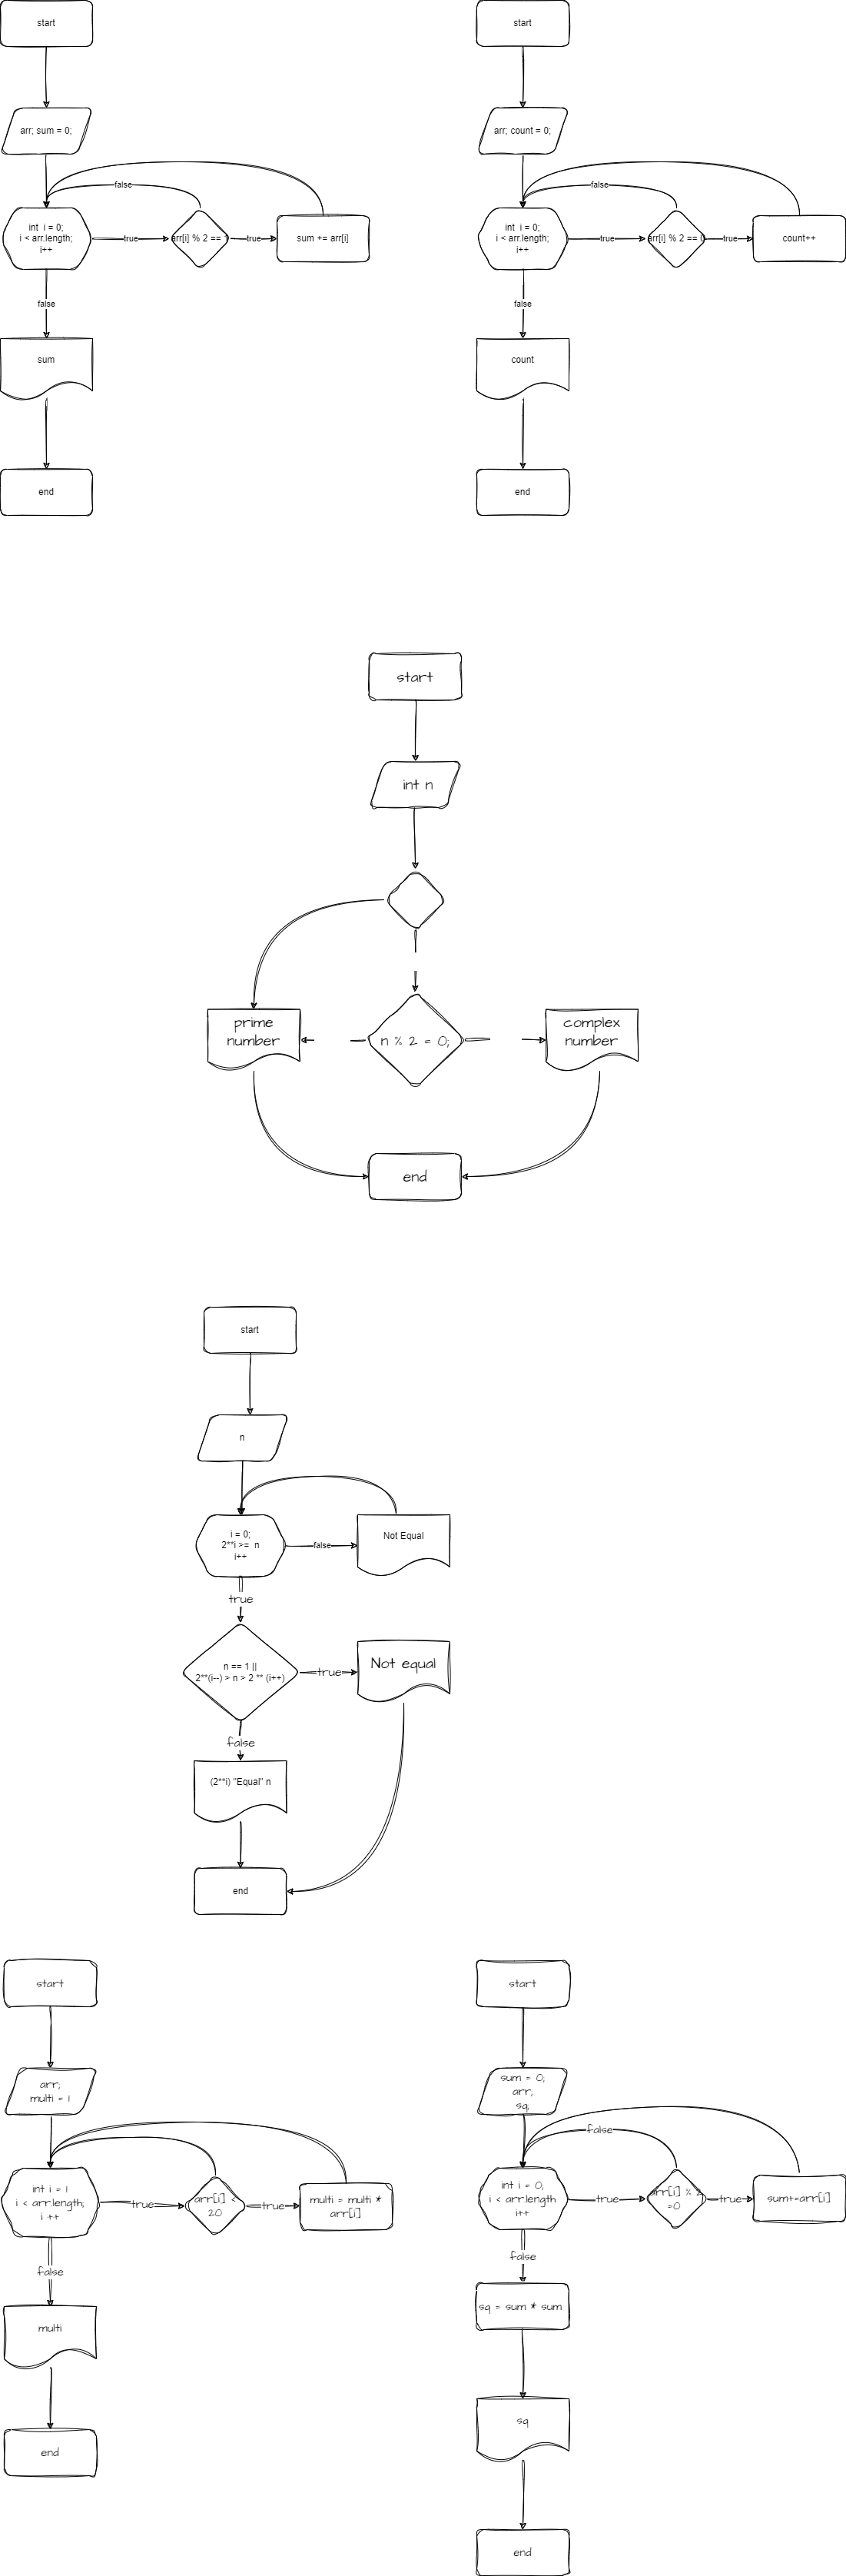 start
arr; sum = 0;
false
int i = 0;
i < arr.length;
i++
true
arr[i] % 2 == 1
true
sum += arr[i]
false
sum
end
start
arr; count = 0;
false
int i = 0;
i < arr.length;
i++
true
arr[i] % 2 == 0
true
count++
false
count
end
start
int n
prime
number
n % 2 = 0;
complex
number
end
start
n
i = 0;
2**i >= n
i++
false
Not Equal
true
n == 1 ||
2**(i--) > n > 2 ** (i++)
true
Not equal
false
(2**i) "Equal" n
end
start
arr;
multi = 1
int i = 1
i < arr.length;
i ++
true
arr[i] <
20
true
multi = multi *
arr[i]
false
multi
end
start
sum = 0;
arr;
sq;
false
int i = 0;
i < arr.length
i++
true
arr[i] % 2
=0
true
sum+=arr[i]
false
sq = sum * sum
sq
end